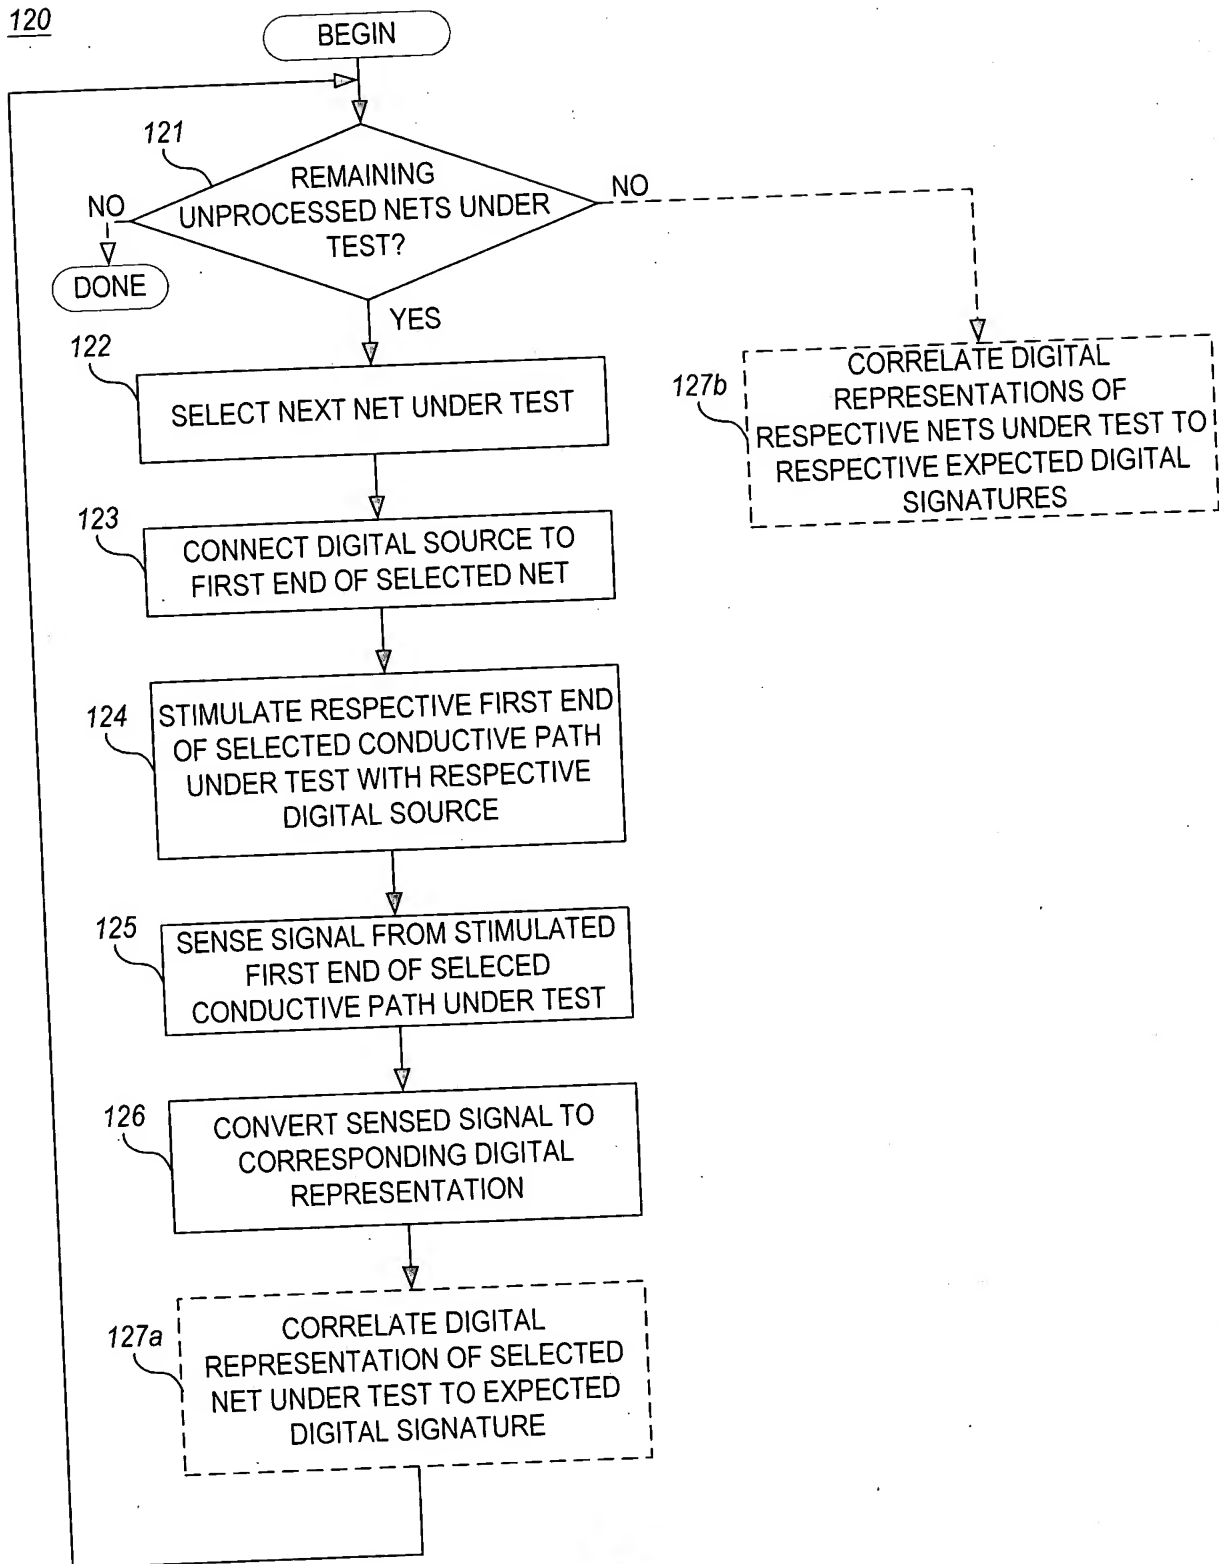 120
BEGIN
121
REMAINING
UNPROCESSED NETS UNDER
TEST?
NO
NO
DONE
YES
122
SELECT NEXT NET UNDER TEST
127b
CORRELATE DIGITAL
REPRESENTATIONS OF
RESPECTIVE NETS UNDER TEST TO
RESPECTIVE EXPECTED DIGITAL
SIGNATURES
123
CONNECT DIGITAL SOURCE TO
FIRST END OF SELECTED NET
124
STIMULATE RESPECTIVE FIRST END
OF SELECTED CONDUCTIVE PATH
UNDER TEST WITH RESPECTIVE
DIGITAL SOURCE
125
SENSE SIGNAL FROM STIMULATED
FIRST END OF SELECED
CONDUCTIVE PATH UNDER TEST
126
CONVERT SENSED SIGNAL TO
CORRESPONDING DIGITAL
REPRESENTATION
127a
CORRELATE DIGITAL
REPRESENTATION OF SELECTED
NET UNDER TEST TO EXPECTED
DIGITAL SIGNATURE